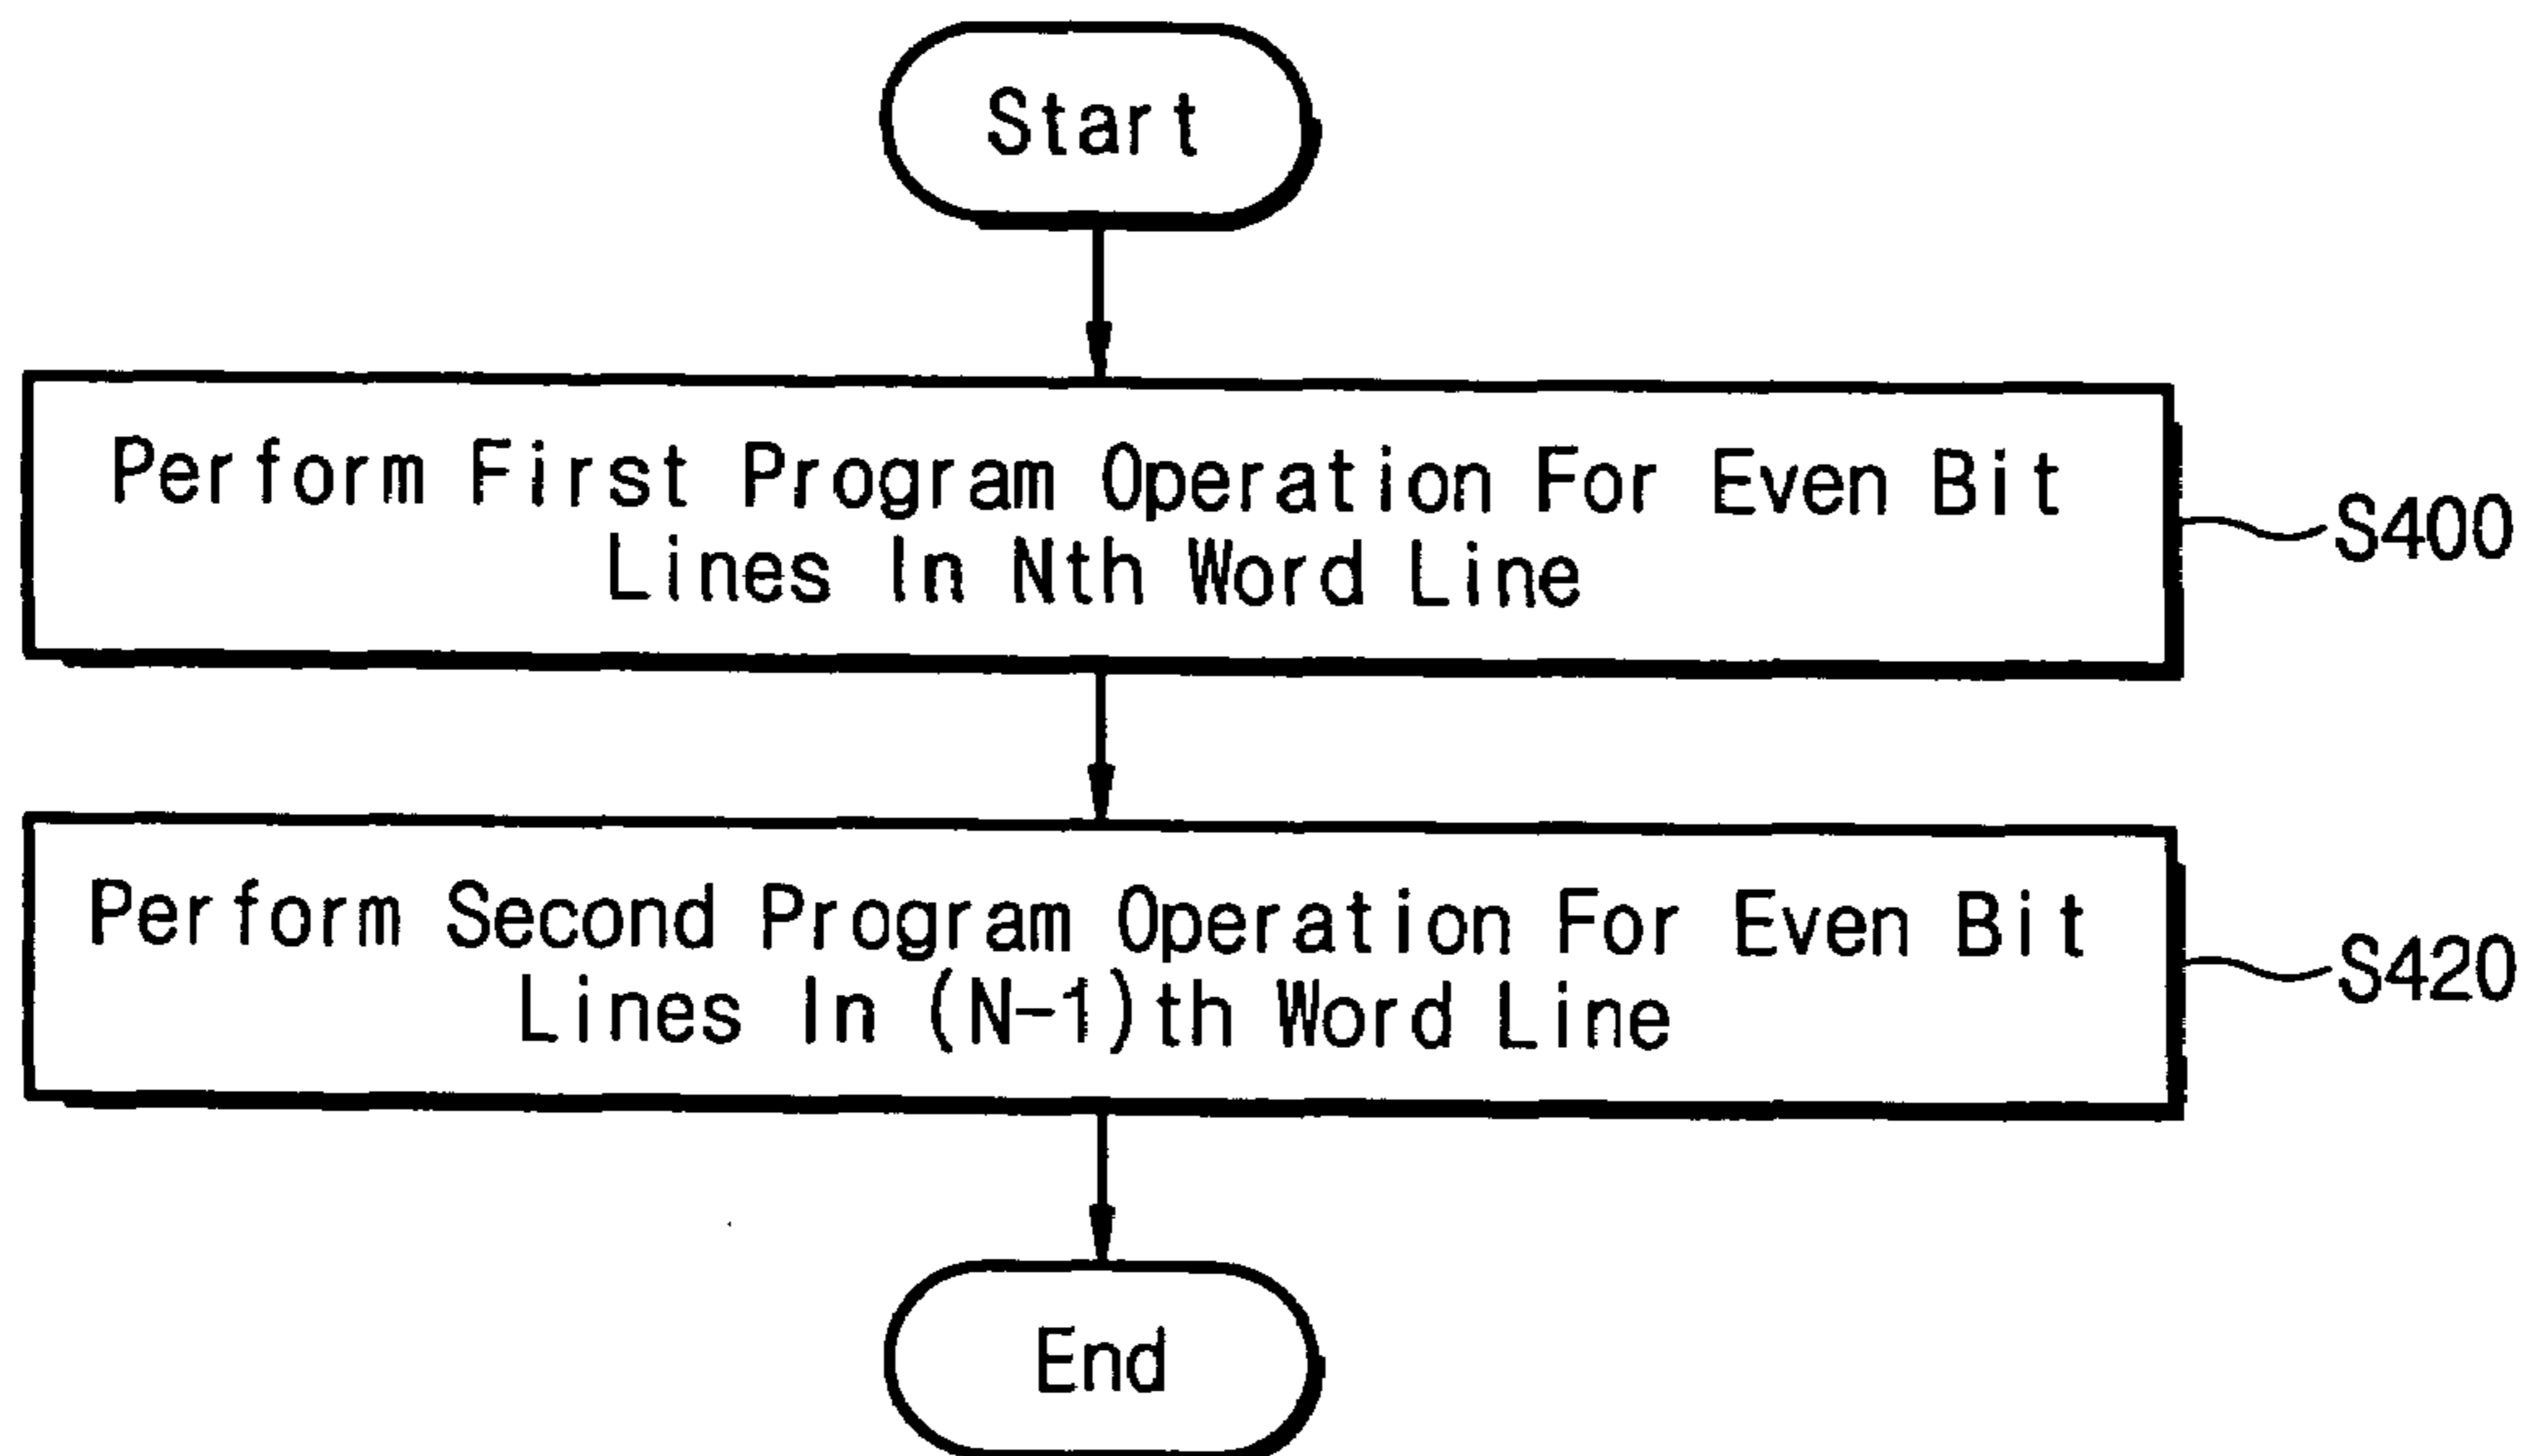 Start
Perform First Program Operation For Even Bit
Lines In Nth Word Line
S400
Perform Second Program Operation For Even Bit
Lines In (N-1)th Word Line
S420
End